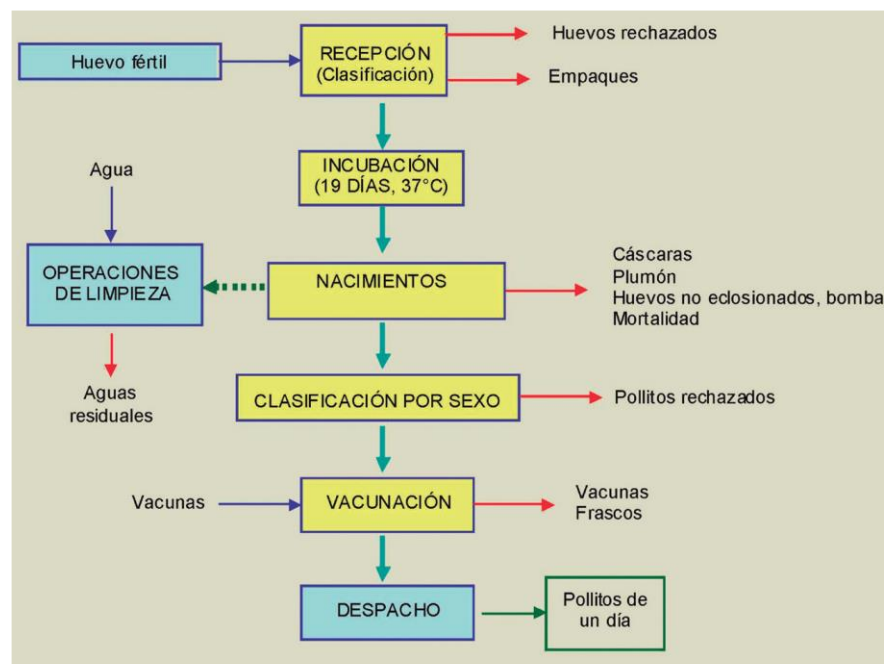 Huevo fértil
RECEPCIÓN
(Clasificación)
Huevos rechazados
Empaques
INCUBACIÓN
(19 DÍAS, 37°C)
Agua
OPERACIONES
DE LIMPIEZA
NACIMIENTOS
Cáscaras
Plumón
Huevos no eclosionados, bomba
Mortalidad
Aguas
residuales
CLASIFICACIÓN POR SEXO
Pollitos rechazados
Vacunas
VACUNACIÓN
Vacunas
Frascos
DESPACHO
Pollitos de
un día